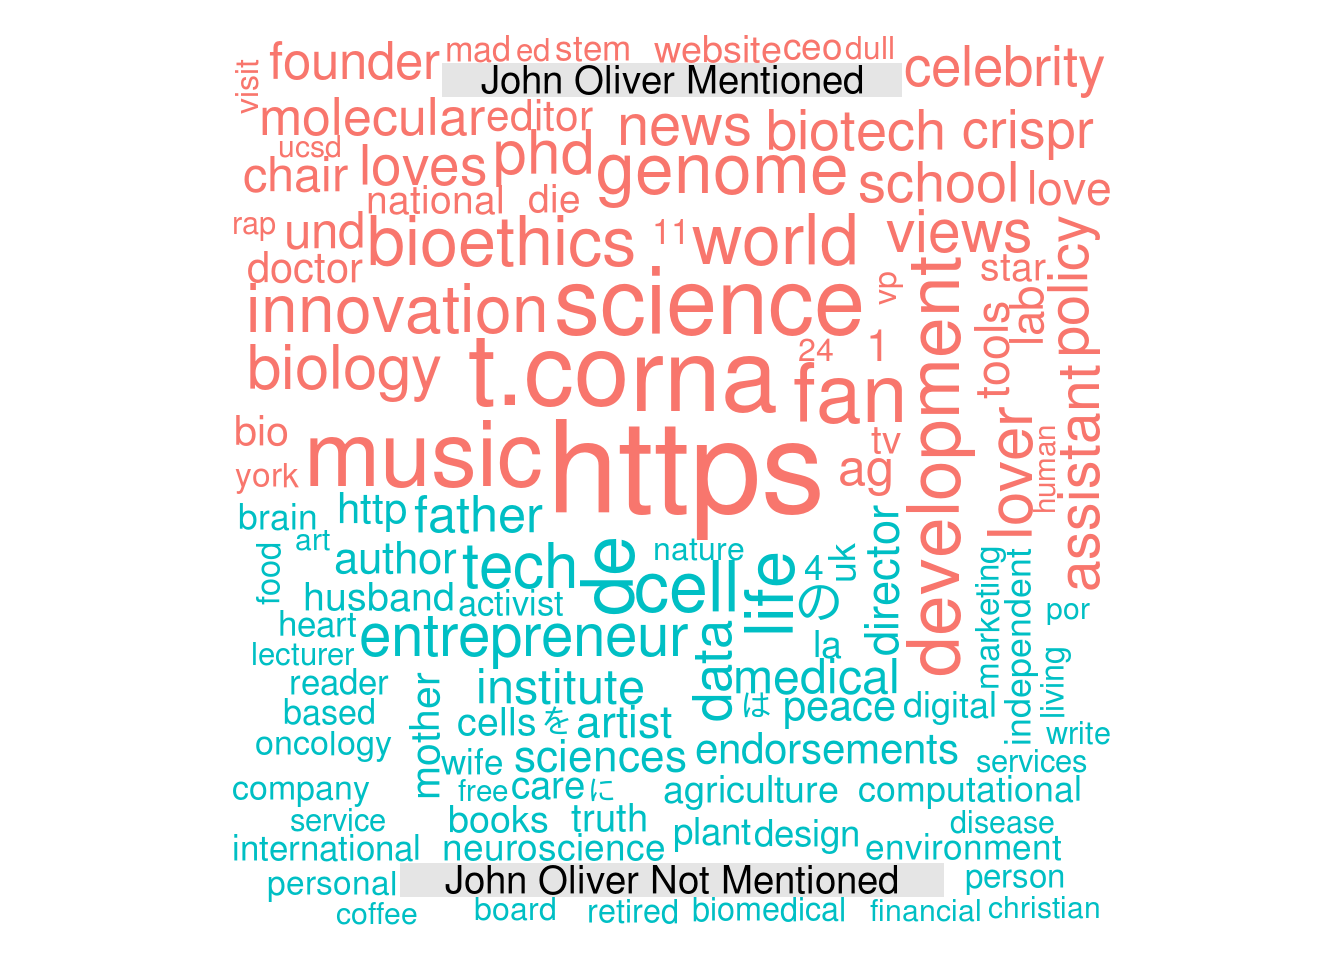 mad ed stem website ceo dull
founder celebrity
visit
John Oliver Mentioned
molecular editor news biotech crispr
ucsd
chair loves phd genome school love
national die
rap und bioethics 11 world views
doctor star policy
innovation science vp development tools lab
biology t.co rna 24 1
fan assistant
bio music https tv lover human
york ag
brain http father
art author tech de nature life 4 uk director
food husband activist cell の marketing independent por
heart entrepreneur data la
lecturer
reader institute medical living
based mother cells を artist は peace digital
oncology wife sciences endorsements write
services
company free care に agriculture computational
service books truth plant design disease
international neuroscience environment
personal John Oliver Not Mentioned person
coffee board retired biomedical financial christian